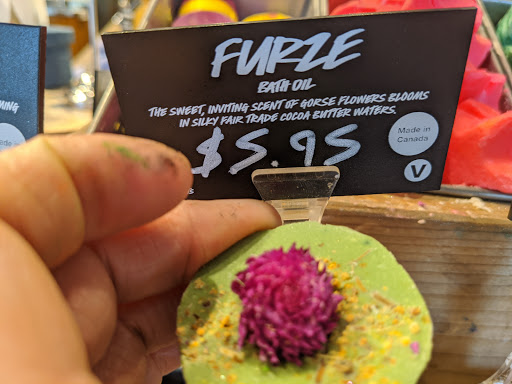 FURZE
BATH OIL
THE SWEET, INVITING SCENT OF GORSE FLOWERS BLOOMS
IN SILKY FAIR TRADE COCOA BUTTER WATERS.
$5.95
Made in
Canada
V